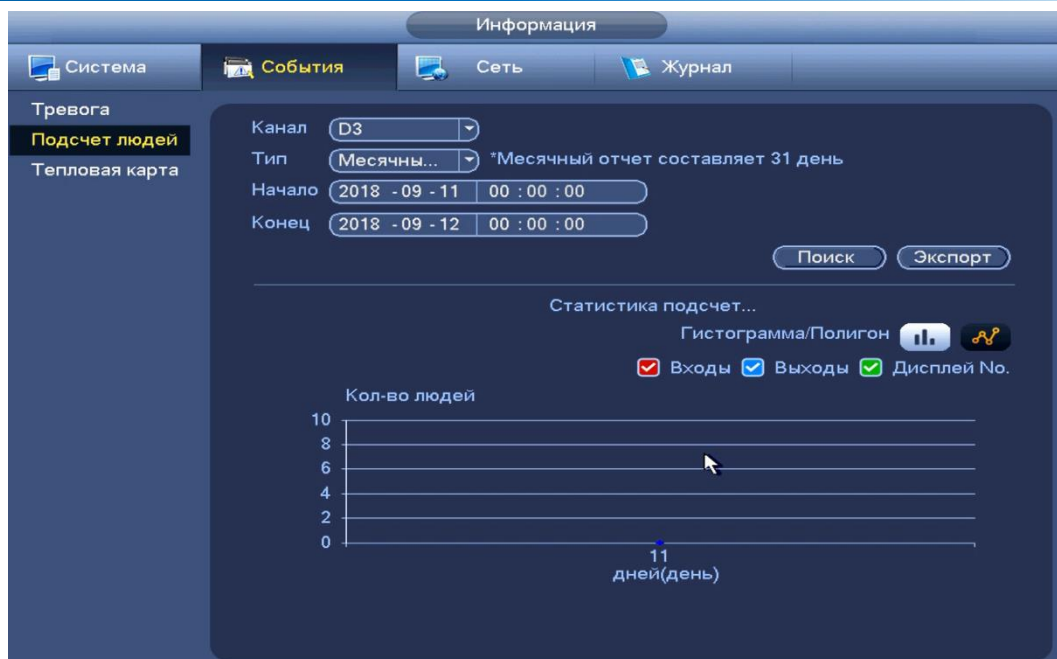 Информация
Система События Сеть Журнал
Тревога
Подсчет людей
Тепловая карта
Канал D3
Тип Месячны... *Месячный отчет составляет 31 день
Начало 2018 - 09 - 11 00 : 00 : 00
Конец 2018 - 09 - 12 00 : 00 : 00
Поиск Экспорт
Статистика подсчет...
Гистограмма/Полигон
Входы Выходы Дисплей No.
Кол-во людей
10
8
6
4
2
0
11
дней(день)